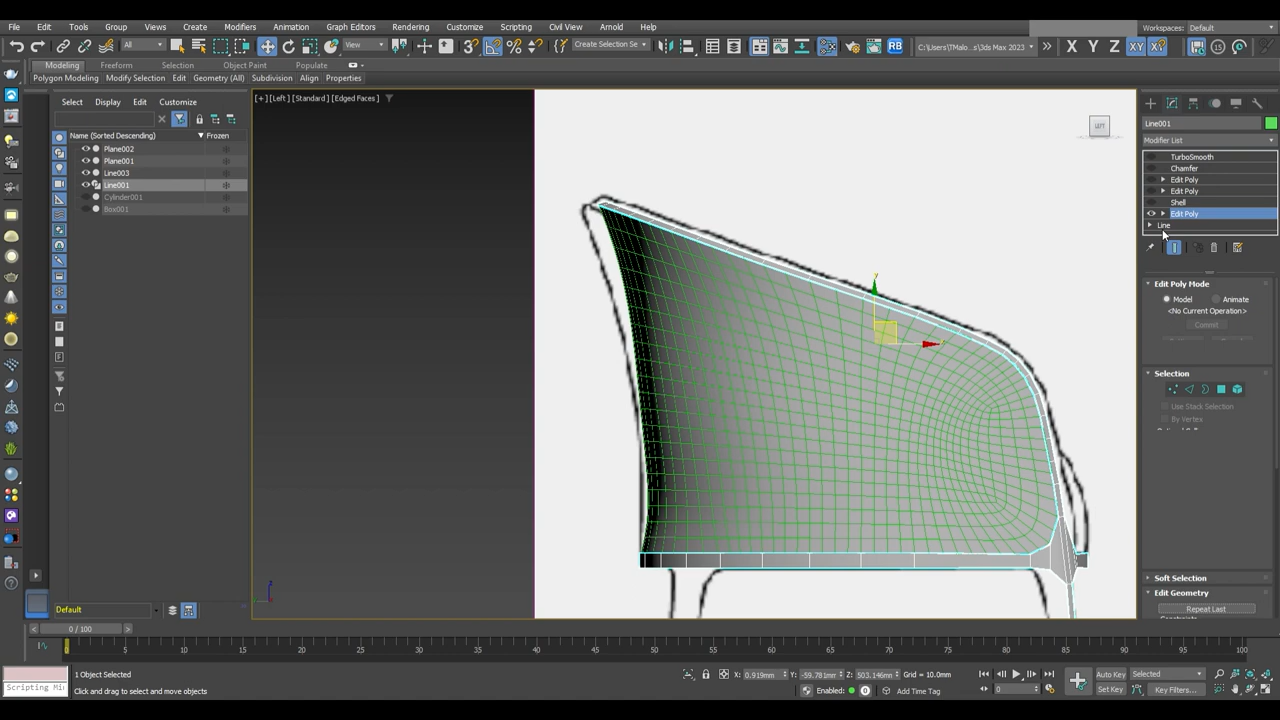 File Edit Tools Group Views Create Modifiers Animation Graph Editors Rendering Customize Scripting Civil View Arnold Help
Workspaces: Default
All View Create Selection Se C:\Users\TMalo...s\3ds Max 2023 RB X Y Z XY XY
Modeling Freeform Selection Object Paint Populate
Polygon Modeling Modify Selection Edit Geometry (All) Subdivision Align Properties
Select Display Edit Customize
[+] [Left] [Standard] [Edged Faces]
Name (Sorted Descending) Frozen
Plane002
Plane001
Line003
Line001
Cylinder001
Box001
LEFT
Line001
Modifier List
TurboSmooth
Chamfer
Edit Poly
Edit Poly
Shell
Edit Poly
Line
Edit Poly Mode
Model Animate
<No Current Operation>
Commit
Selection
Use Stack Selection
By Vertex
Soft Selection
Edit Geometry
Repeat Last
Constraints
Default
0 / 100
0 5 10 15 20 25 30 35 40 45 50 55 60 65 70 75 80 85 90 95 100
1 Object Selected
Scripting Mi
Click and drag to select and move objects
X: 0.919mm Y: -59.781mm Z: 503.146mm Grid = 10.0mm
Enabled: Add Time Tag
0
Auto Key Selected
Set Key Key Filters...